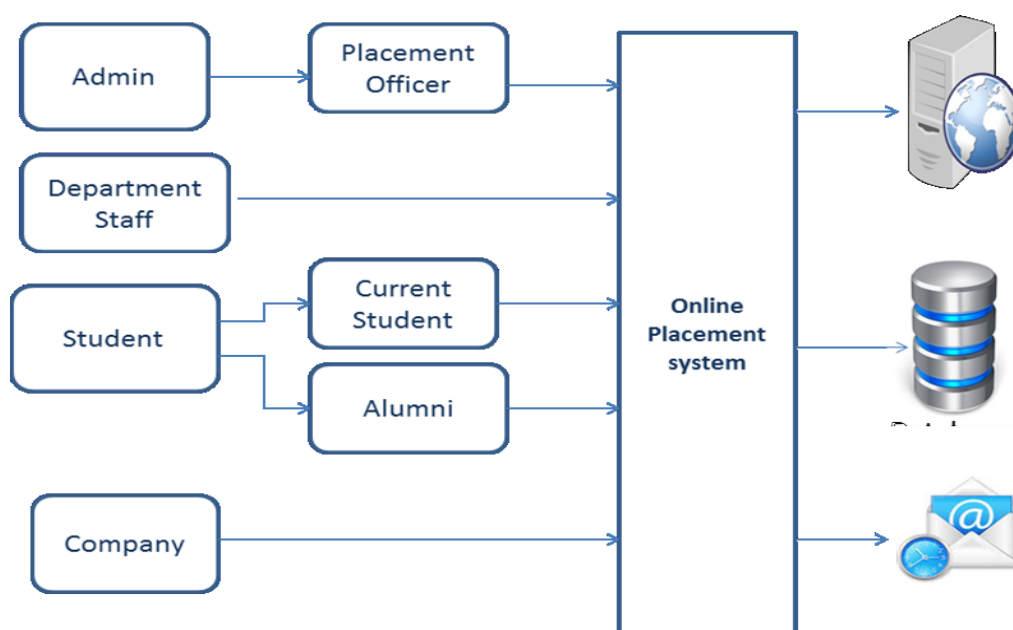 Admin
Placement
Officer
Department
Staff
Student
Current
Student
Alumni
Company
Online
Placement
system
@